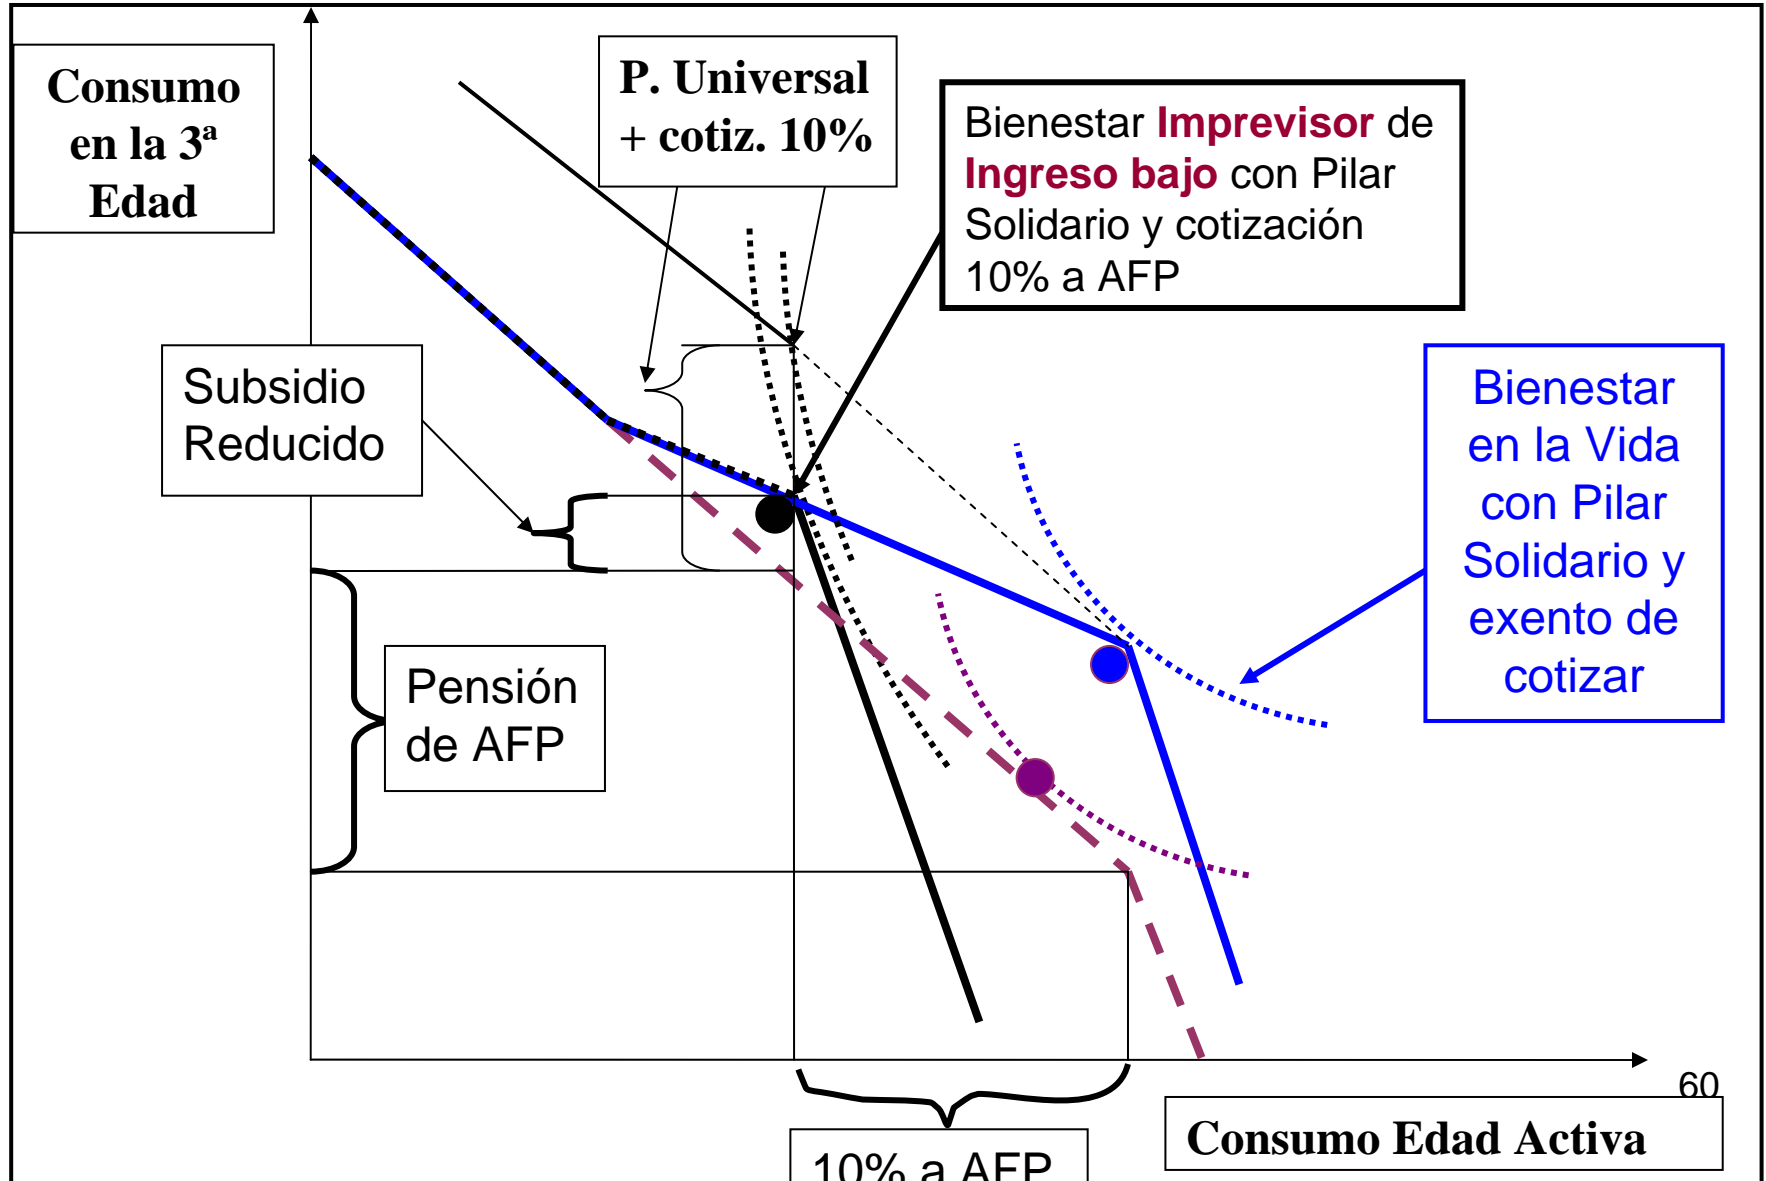 Consumo
en la 3ª
Edad
P. Universal
+ cotiz. 10%
Bienestar Imprevisor de
Ingreso bajo con Pilar
Solidario y cotización
10% a AFP
Subsidio
Reducido
Bienestar
en la Vida
con Pilar
Solidario y
exento de
cotizar
Pensión
de AFP
60
Consumo Edad Activa
10% a AFP